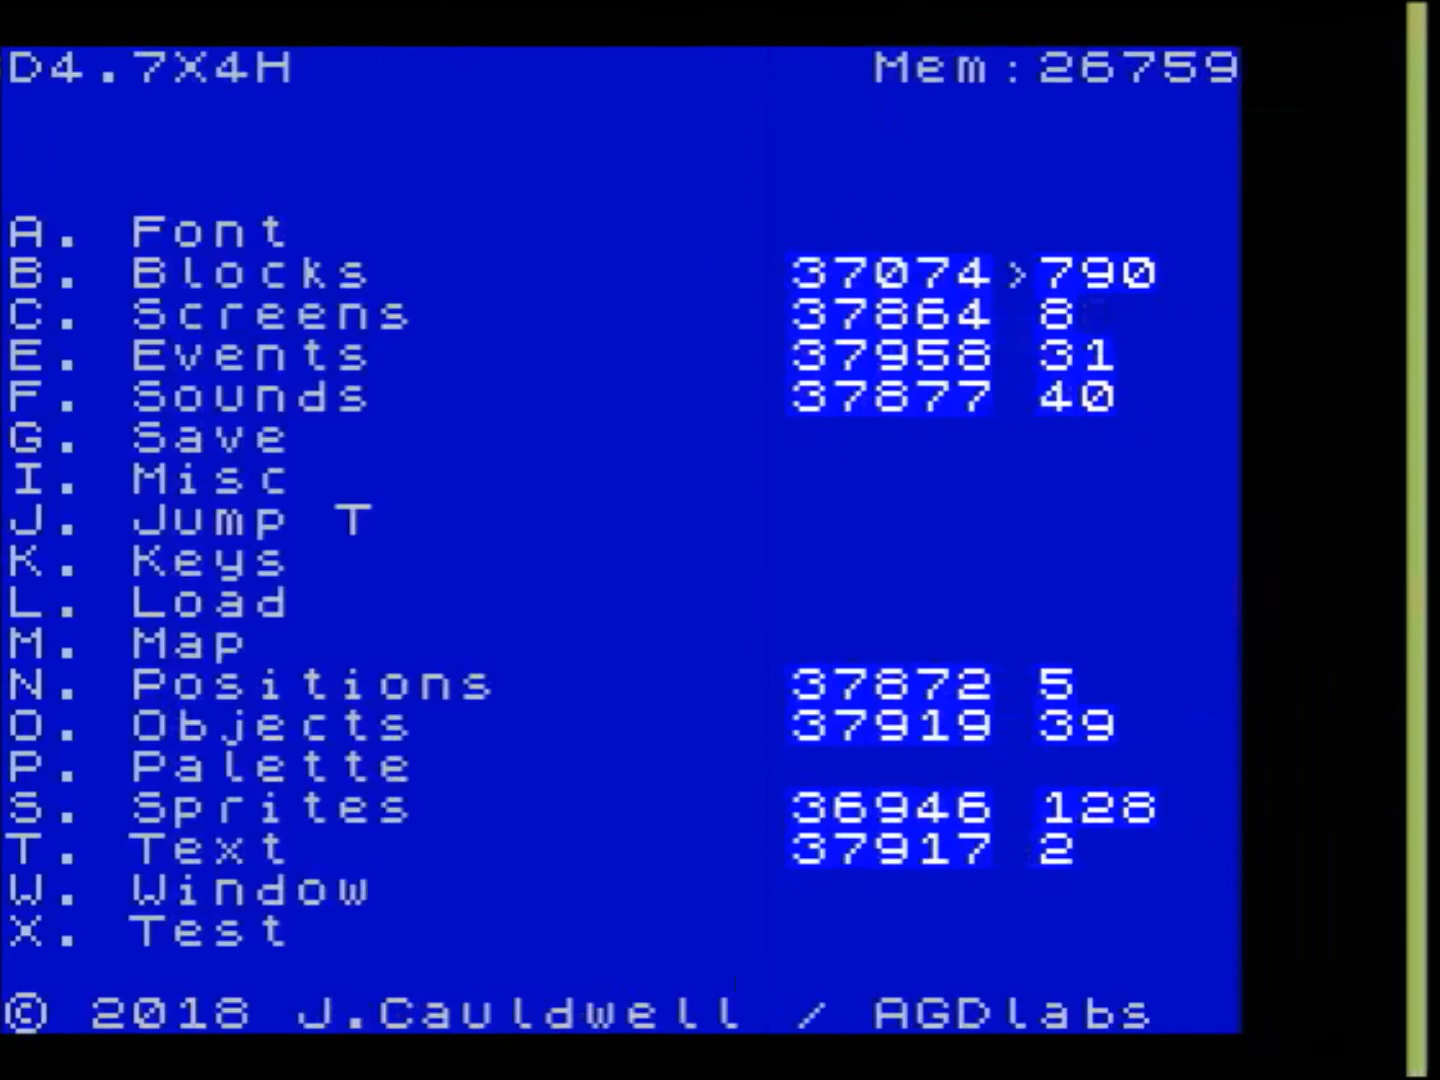 D4.7X4H Mem:26759
A. Font
B. Blocks 37074>790
C. Screens 37864 8
E. Events 37958 31
F. Sounds 37877 40
G. Save
I. Misc
J. Jump T
K. Keys
L. Load
M. Map
N. Positions 37872 5
O. Objects 37919 39
P. Palette
S. Sprites 36946 128
T. Text 37917 2
W. Window
X. Test
© 2018 J.Cauldwell / AGDlabs